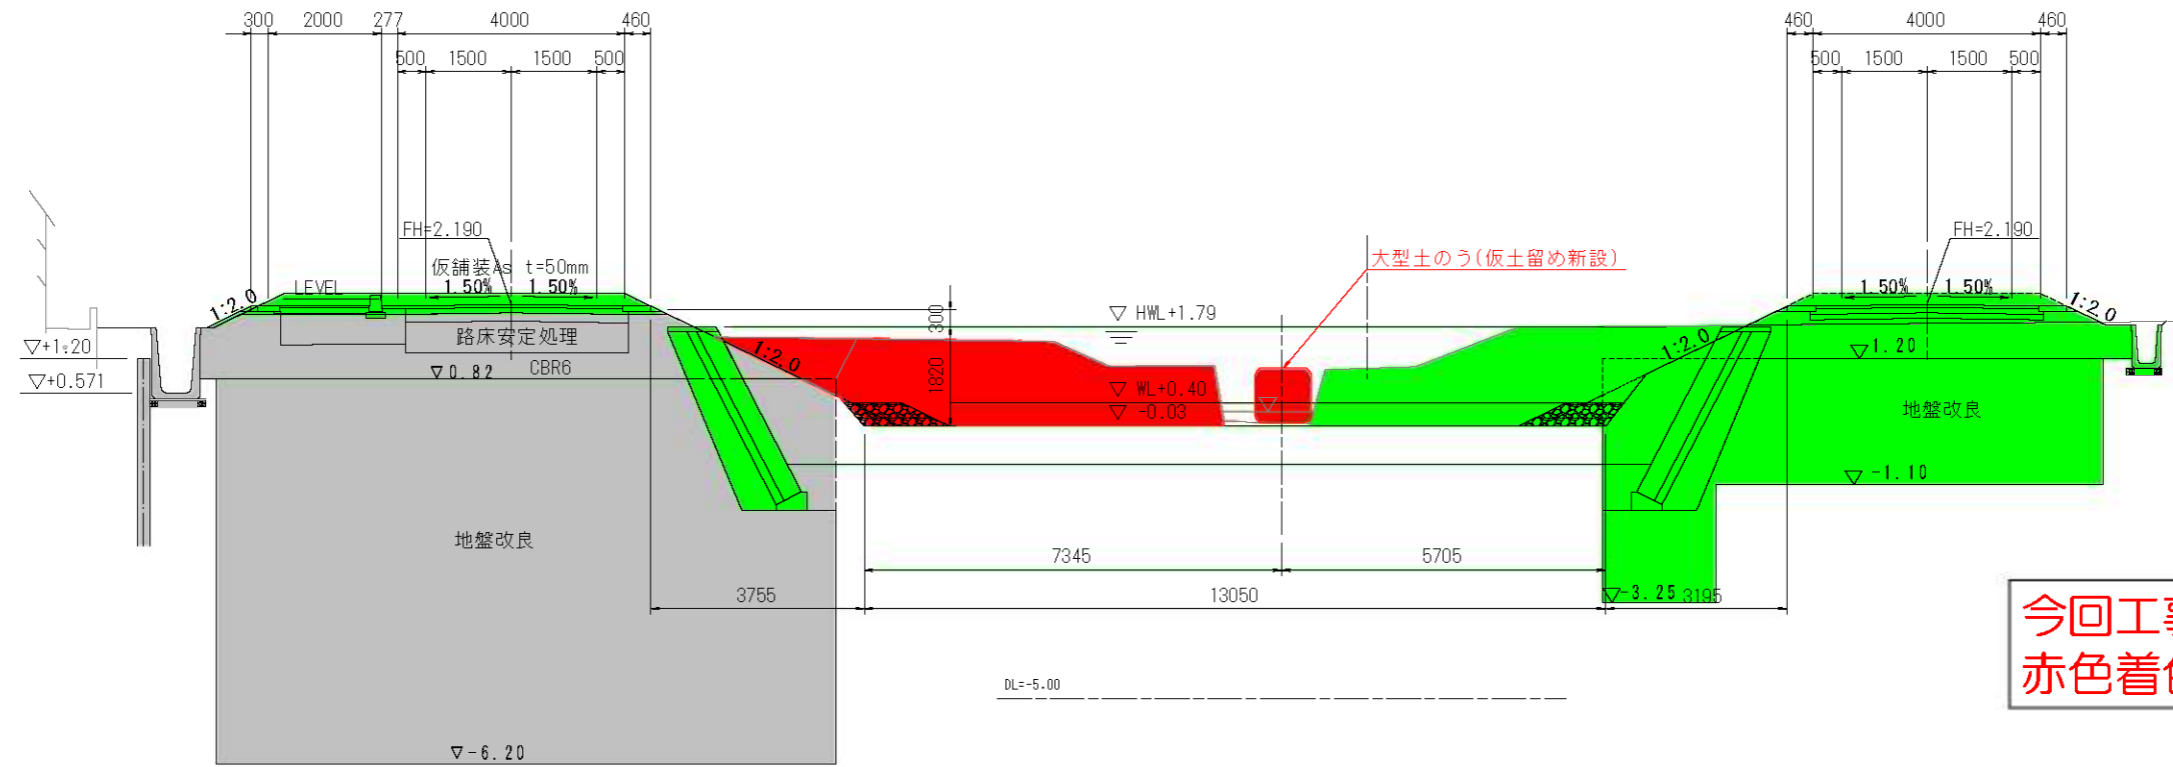 300 2000 277 4000 460
500 1500 1500 500
460 4000 460
500 1500 1500 500
FH=2.190
FH=2.190
大型土のう(仮土留め新設)
仮舗装As t=50mm
LEVEL
1.50% 1.50%
1.50% 1.50%
1:2.0
1:2.0
▽ HWL+1.79
300
路床安定処理
▽+1.20
▽+0.571
▽0.82
CBR6
1:2.0
1820
▽ WL+0.40
▽ -0.03
1:2.0
▽1.20
地盤改良
▽-1.10
地盤改良
7345 5705
3755 13050
▽-3.25 3195
DL=-5.00
▽-6.20
今回工事
赤色着色